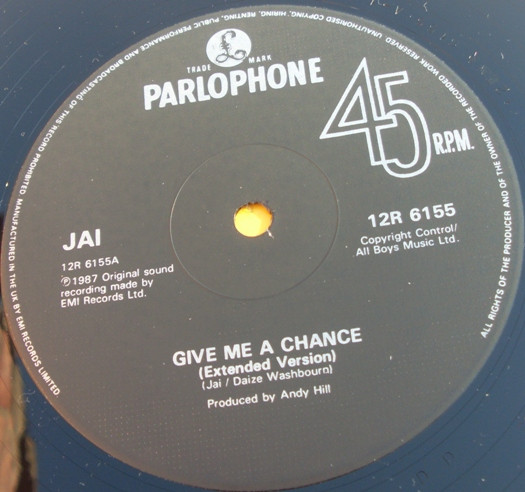 UNAUTHORISED COPYING, HIRING, RENTING, PUBLIC PERFORMANCE AND BROADCASTING OF THIS RECORD PROHIBITED MANUFACTURED IN THE UK BY EMI RECORDS LIMITED
ALL RIGHTS OF THE PRODUCER AND OF THE OWNER OF THE RECORDED WORK RESERVED
£
TRADE MARK
PARLOPHONE
45 R.P.M.
JAI
12R 6155A
℗1987 Original sound
recording made by
EMI Records Ltd.
12R 6155
Copyright Control/
All Boys Music Ltd.
GIVE ME A CHANCE
(Extended Version)
(Jai / Daize Washbourn)
Produced by Andy Hill